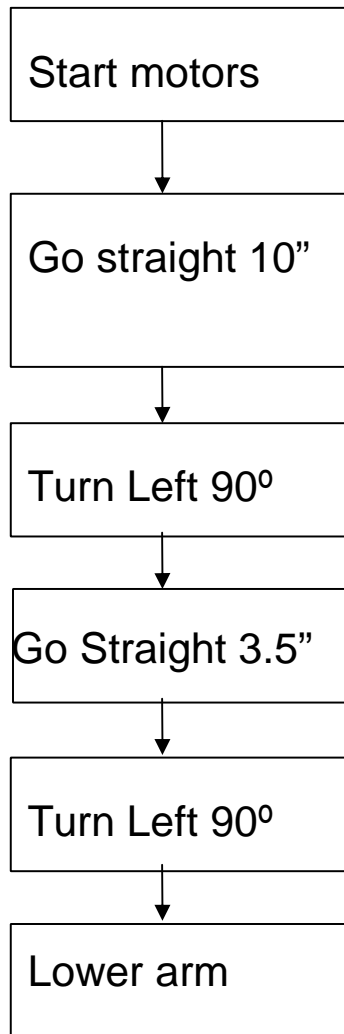 Start motors
Go straight 10”
Turn Left 90º
Go Straight 3.5”
Turn Left 90º
Lower arm